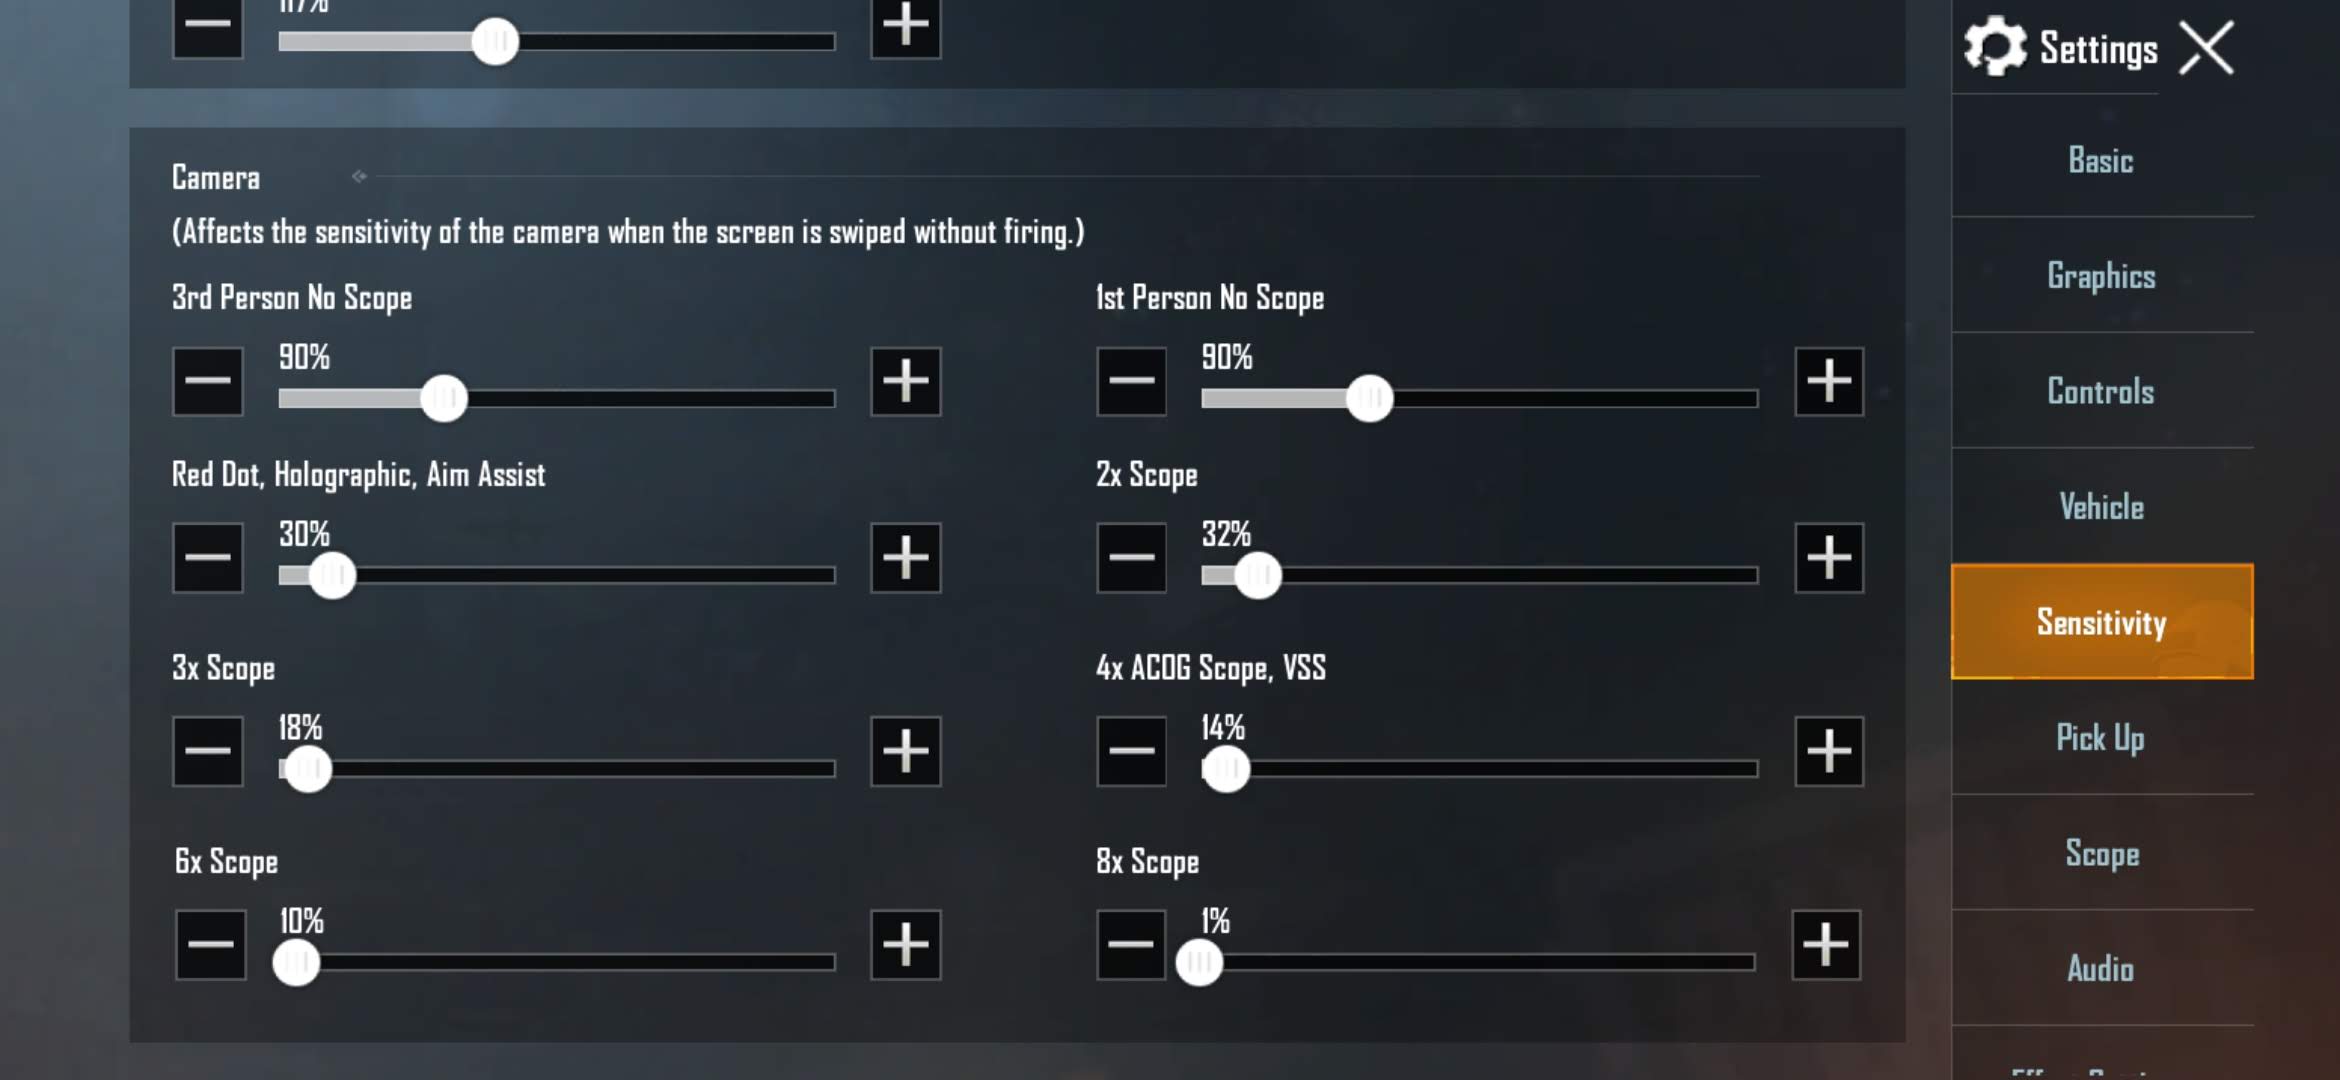 117%
Settings
Camera
(Affects the sensitivity of the camera when the screen is swiped without firing.)
3rd Person No Scope
1st Person No Scope
90%
90%
Red Dot, Holographic, Aim Assist
2x Scope
30%
32%
3x Scope
4x ACOG Scope, VSS
18%
14%
6x Scope
8x Scope
10%
1%
Basic
Graphics
Controls
Vehicle
Sensitivity
Pick Up
Scope
Audio